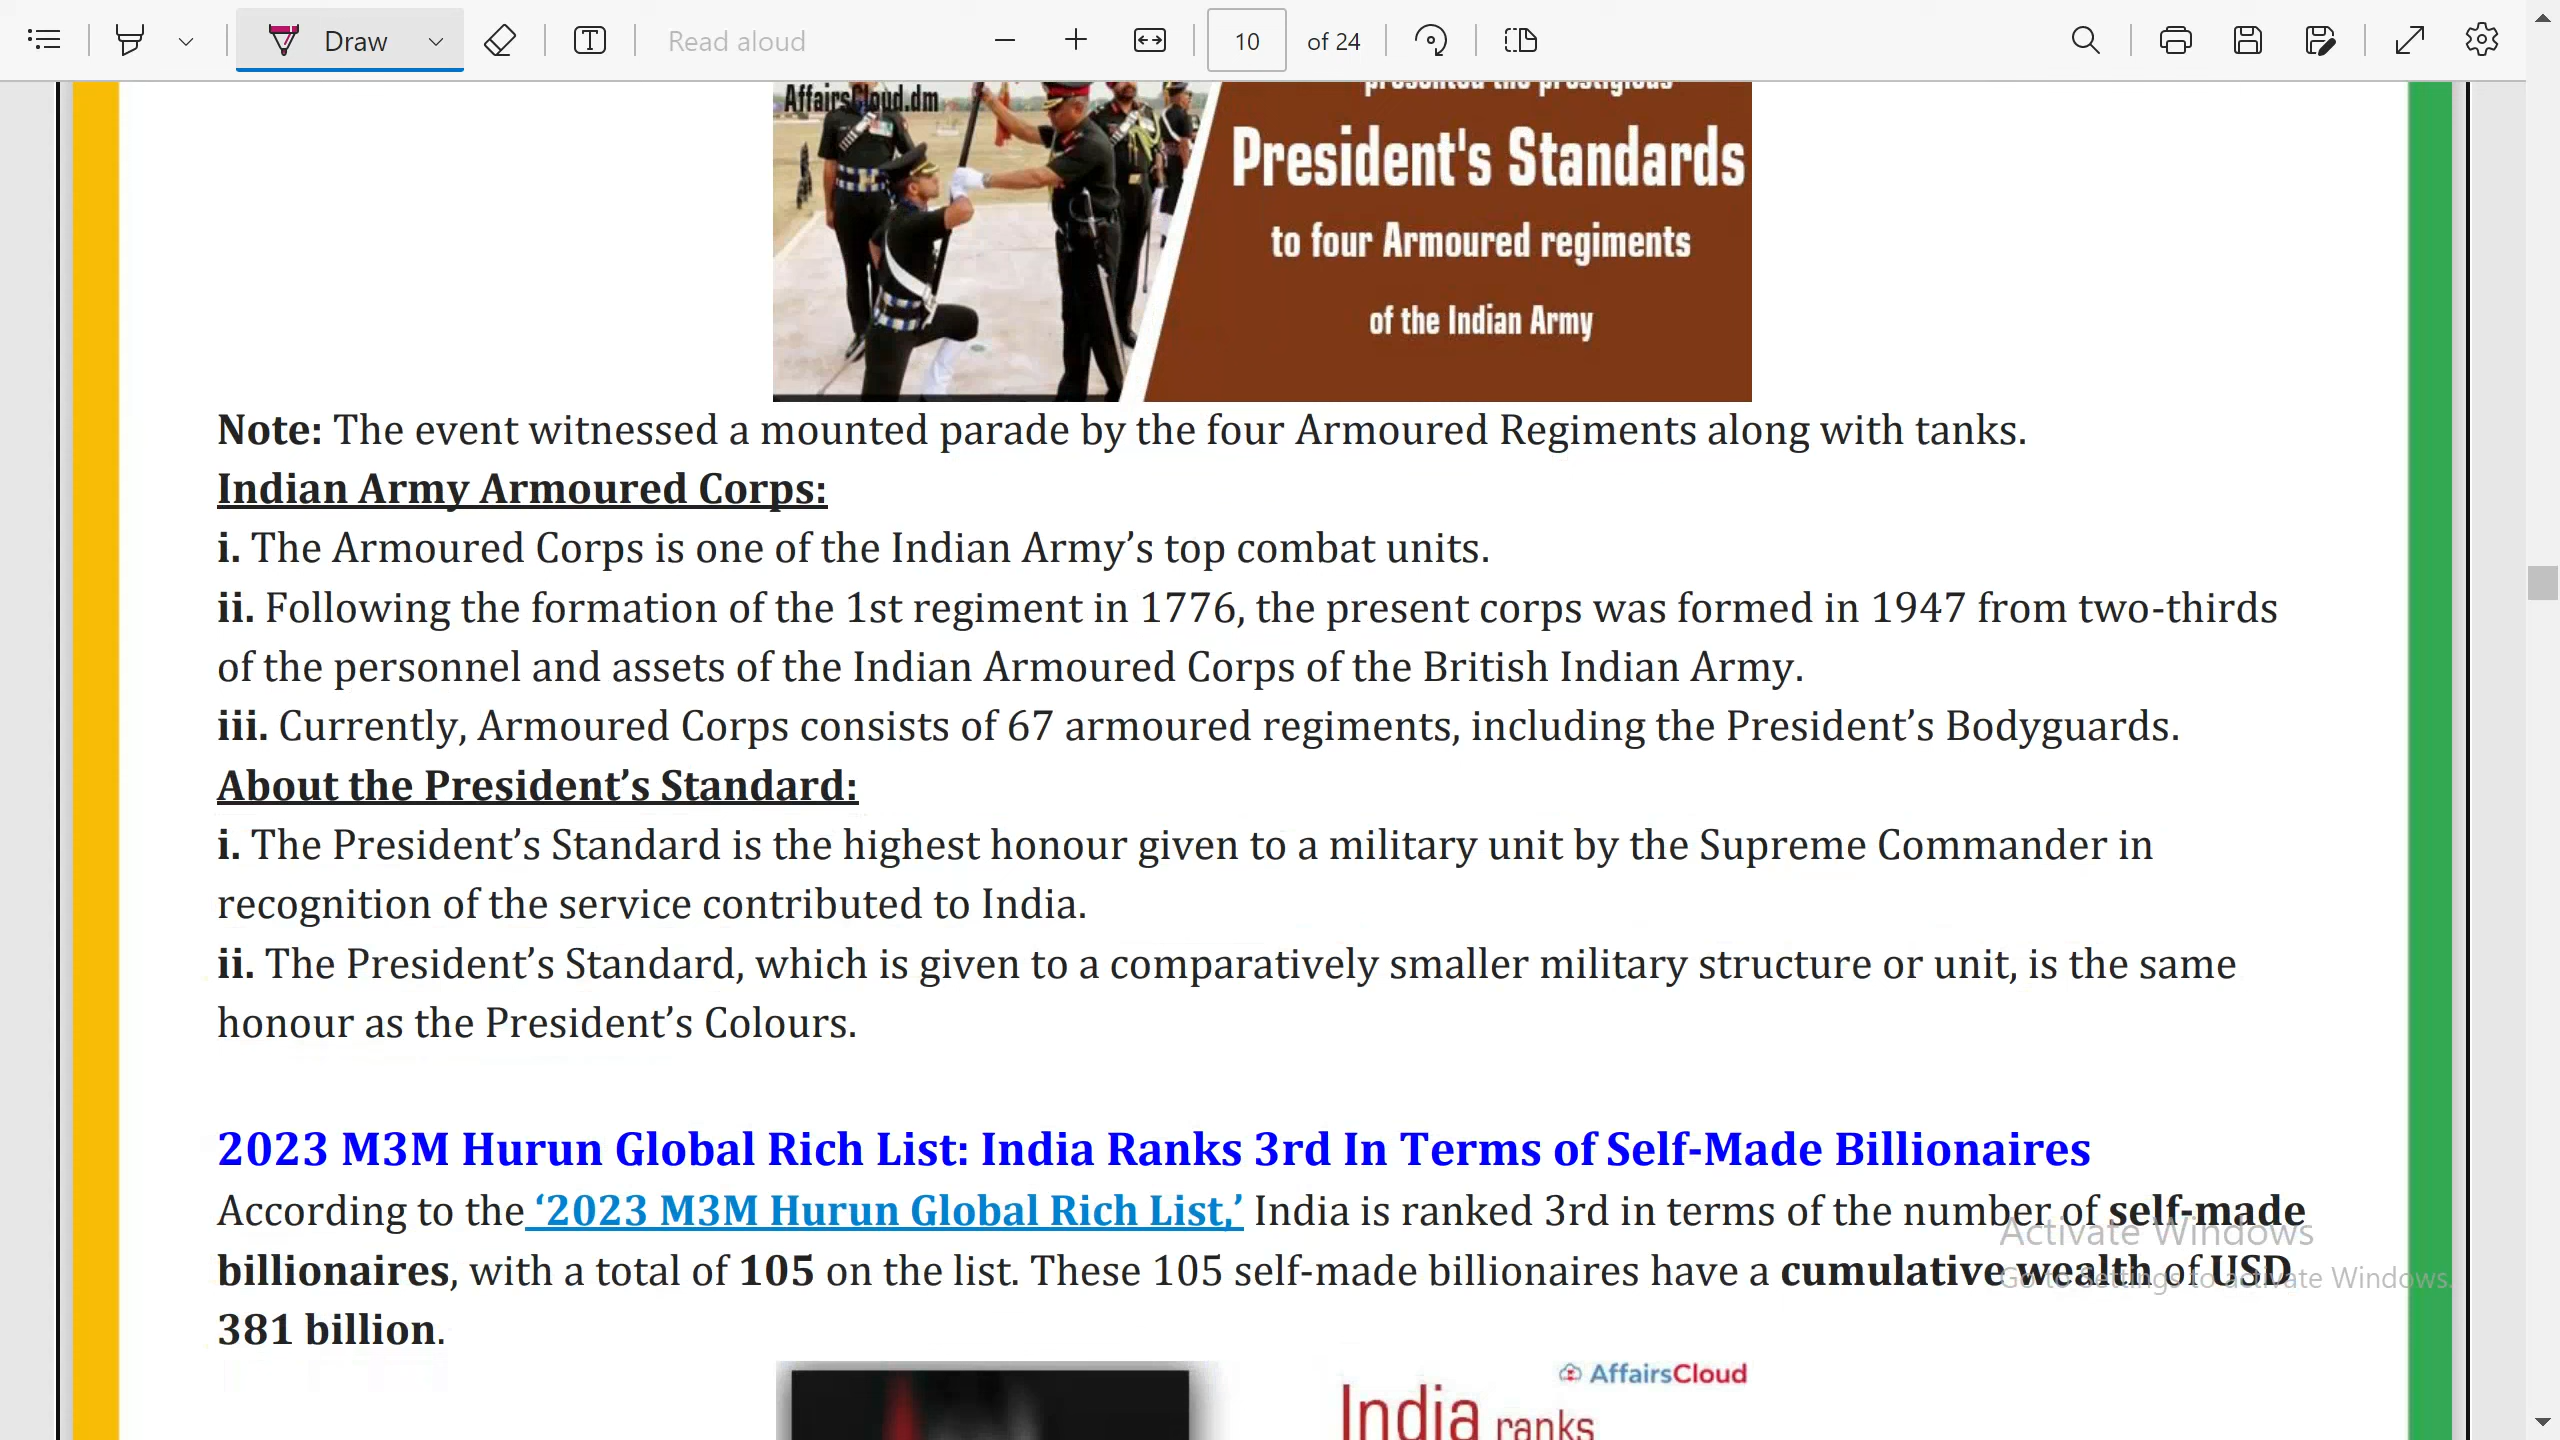 Draw
Read aloud
10
of 24
AffairsCloud.dm
presented the prestigious
President's Standards
to four Armoured regiments
of the Indian Army
Note: The event witnessed a mounted parade by the four Armoured Regiments along with tanks.
Indian Army Armoured Corps:
i. The Armoured Corps is one of the Indian Army’s top combat units.
ii. Following the formation of the 1st regiment in 1776, the present corps was formed in 1947 from two-thirds
of the personnel and assets of the Indian Armoured Corps of the British Indian Army.
iii. Currently, Armoured Corps consists of 67 armoured regiments, including the President’s Bodyguards.
About the President’s Standard:
i. The President’s Standard is the highest honour given to a military unit by the Supreme Commander in
recognition of the service contributed to India.
ii. The President’s Standard, which is given to a comparatively smaller military structure or unit, is the same
honour as the President’s Colours.
2023 M3M Hurun Global Rich List: India Ranks 3rd In Terms of Self-Made Billionaires
According to the ‘2023 M3M Hurun Global Rich List,’ India is ranked 3rd in terms of the number of self-made
billionaires, with a total of 105 on the list. These 105 self-made billionaires have a cumulative wealth of USD
381 billion.
Activate Windows
Go to Settings to activate Windows.
AffairsCloud
India ranks